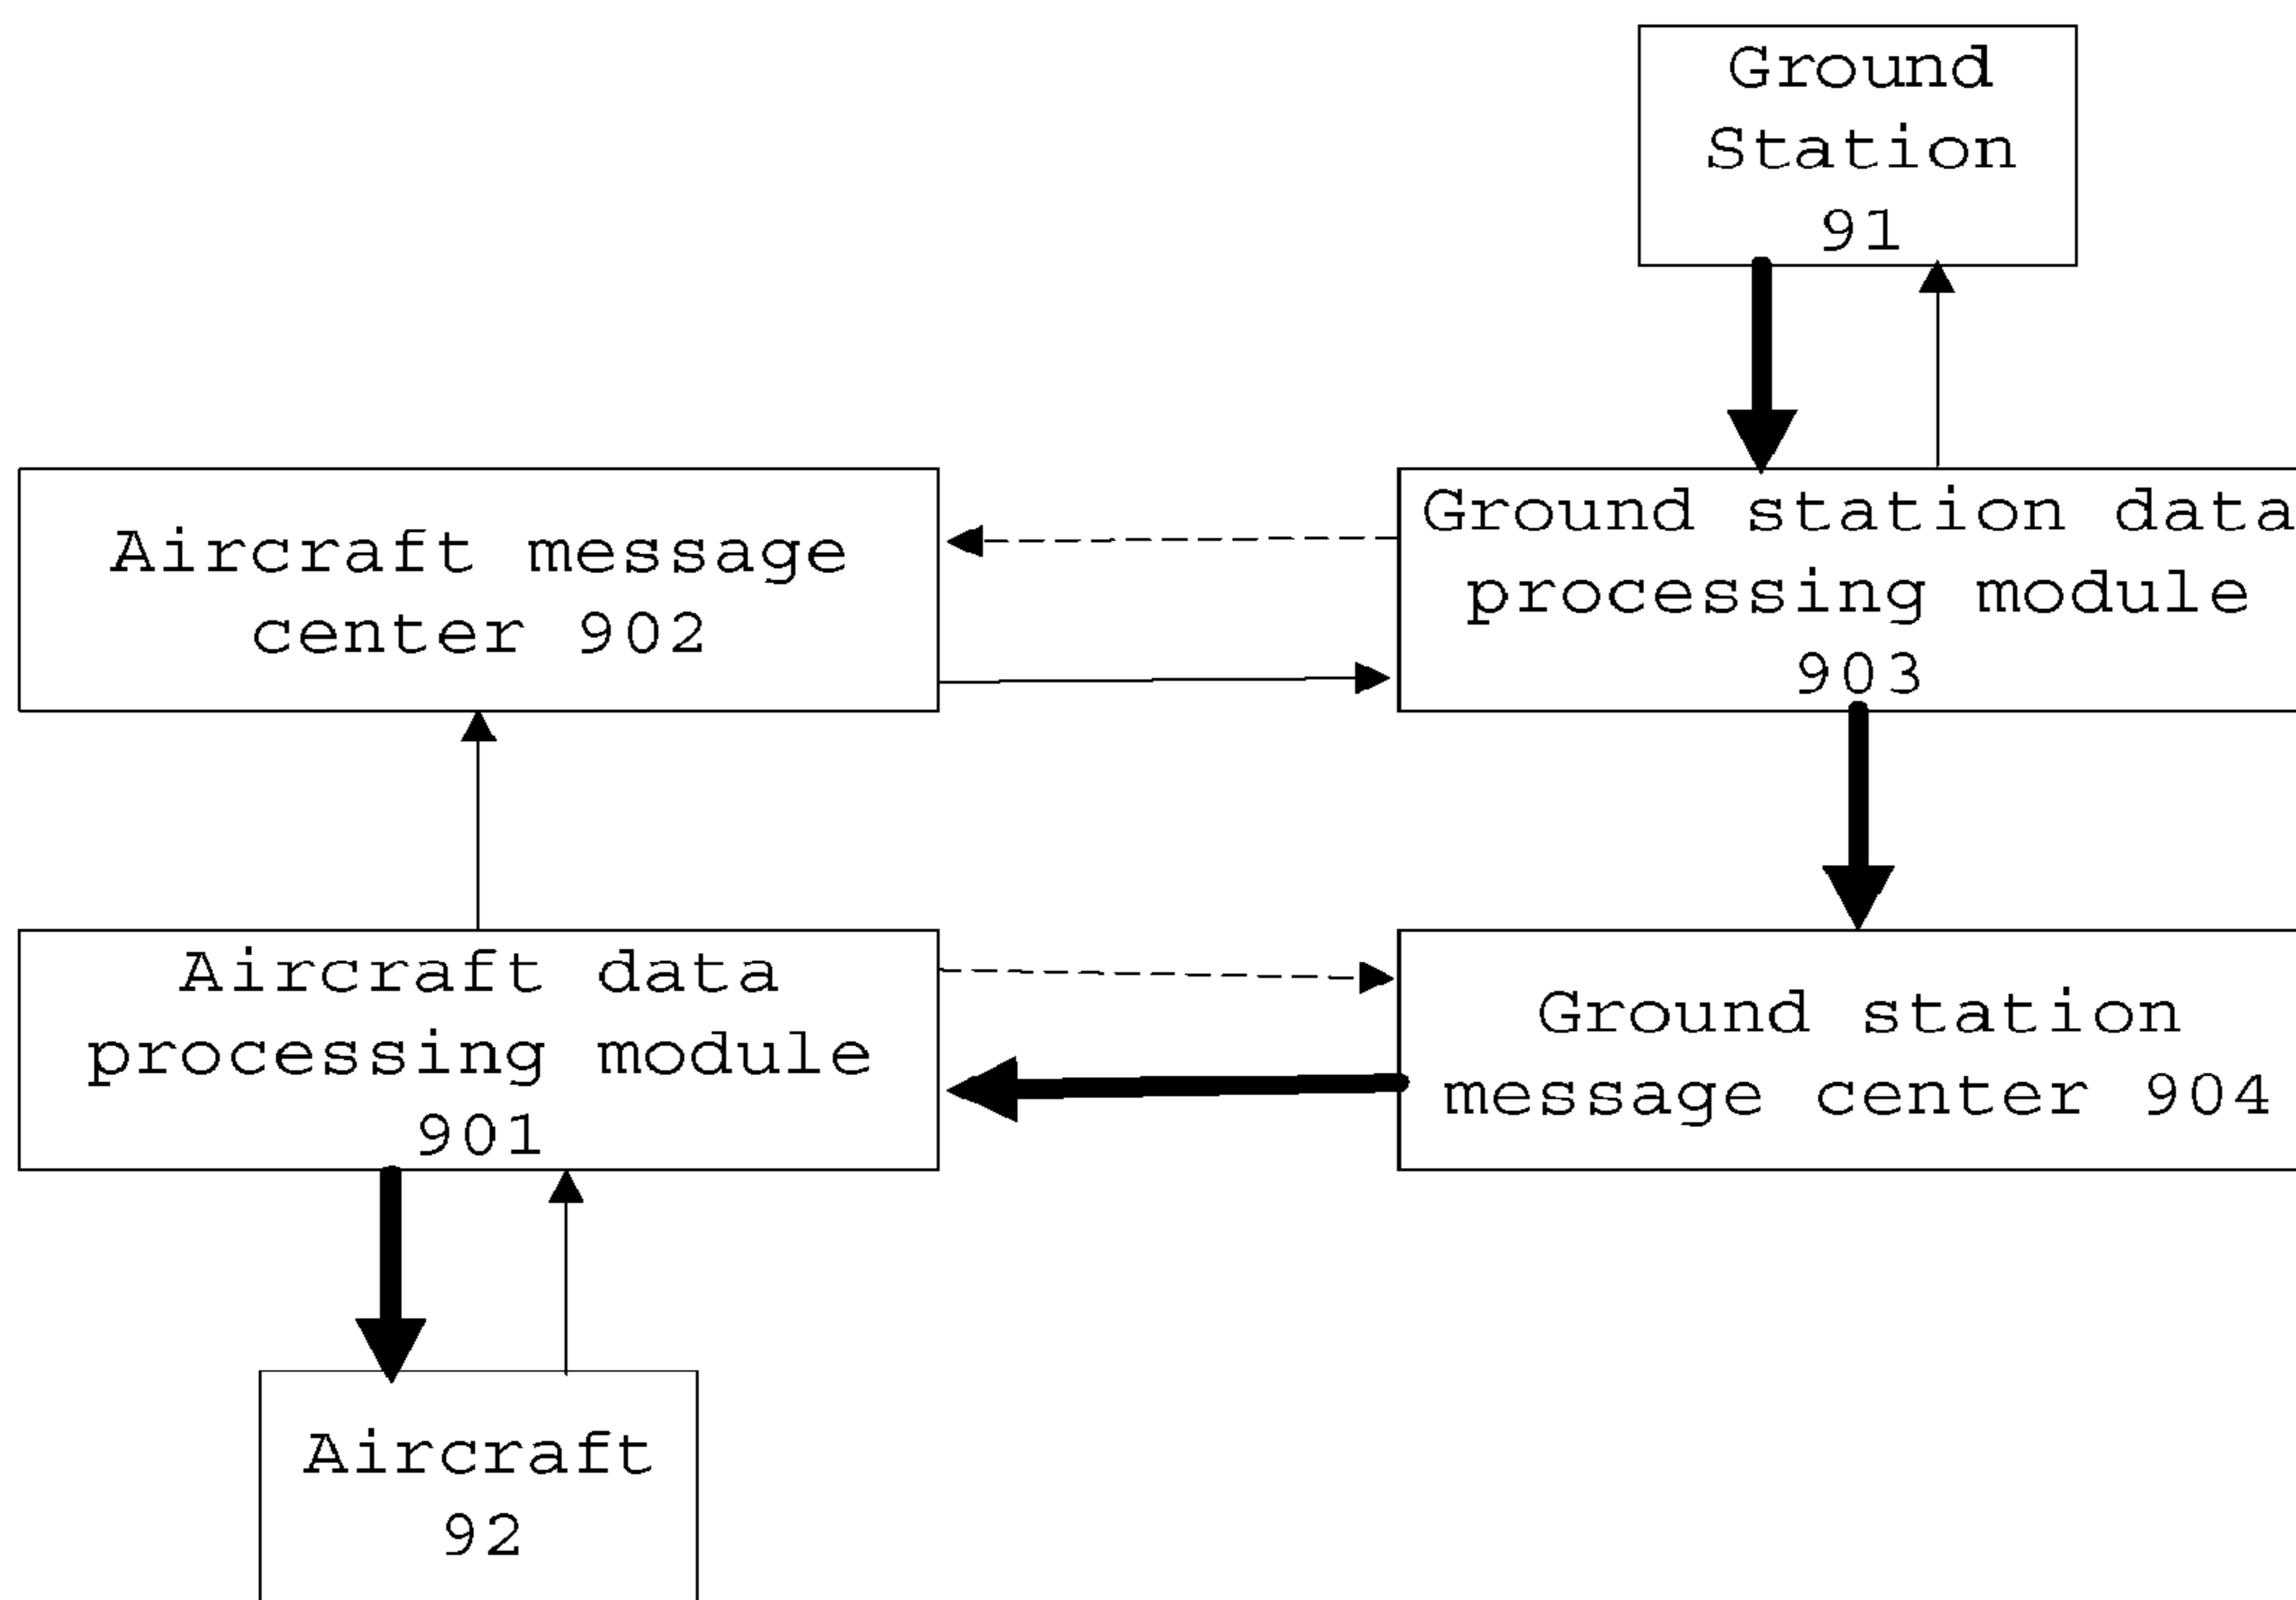 Ground
Station
91
Aircraft message
center 902
Ground station data
processing module
903
Aircraft data
processing module
901
Ground station
message center 904
Aircraft
92